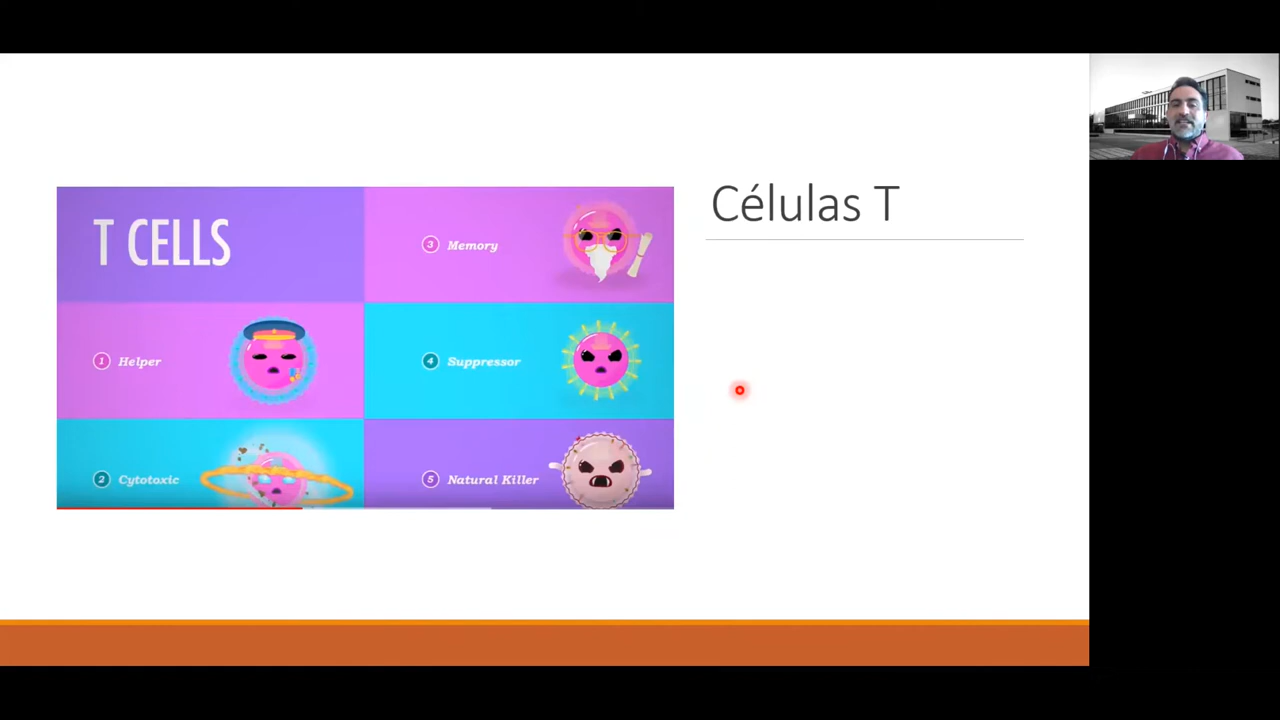 T CELLS
1 Helper
2 Cytotoxic
3 Memory
4 Suppressor
5 Natural Killer
Células T